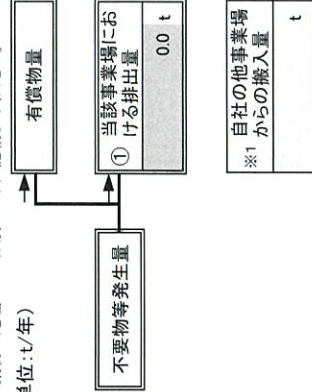 単位:t/年)
有償物量
不要物等発生量
① 当該事業場にお
ける排出量
0.0 t
※1 自社の他事業場
からの搬入量
t